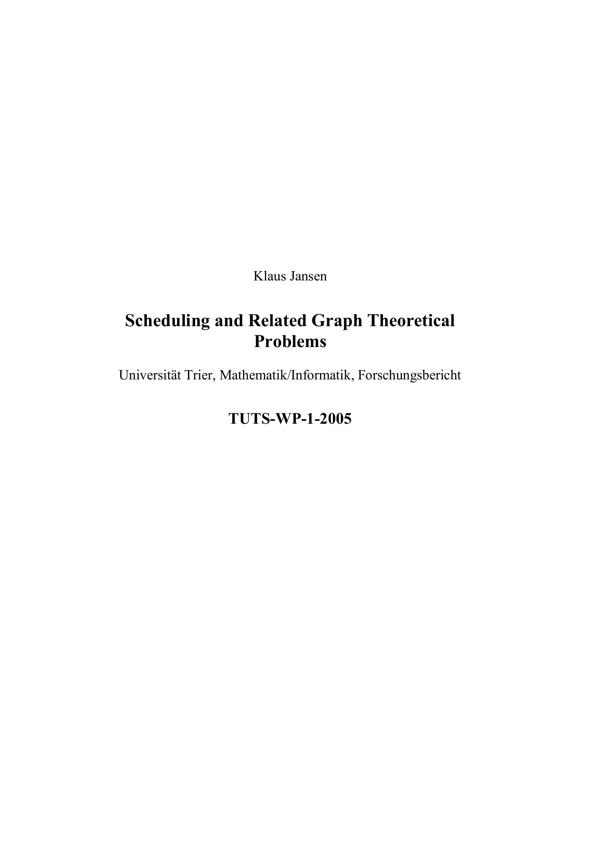 Klaus Jansen
Scheduling and Related Graph Theoretical
Problems
Universität Trier, Mathematik/Informatik, Forschungsbericht
TUTS-WP-1-2005